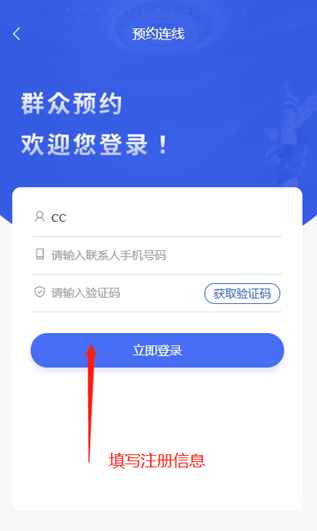 预约连线
群众预约
欢迎您登录！
CC
请输入联系人手机号码
请输入验证码 获取验证码
立即登录
填写注册信息